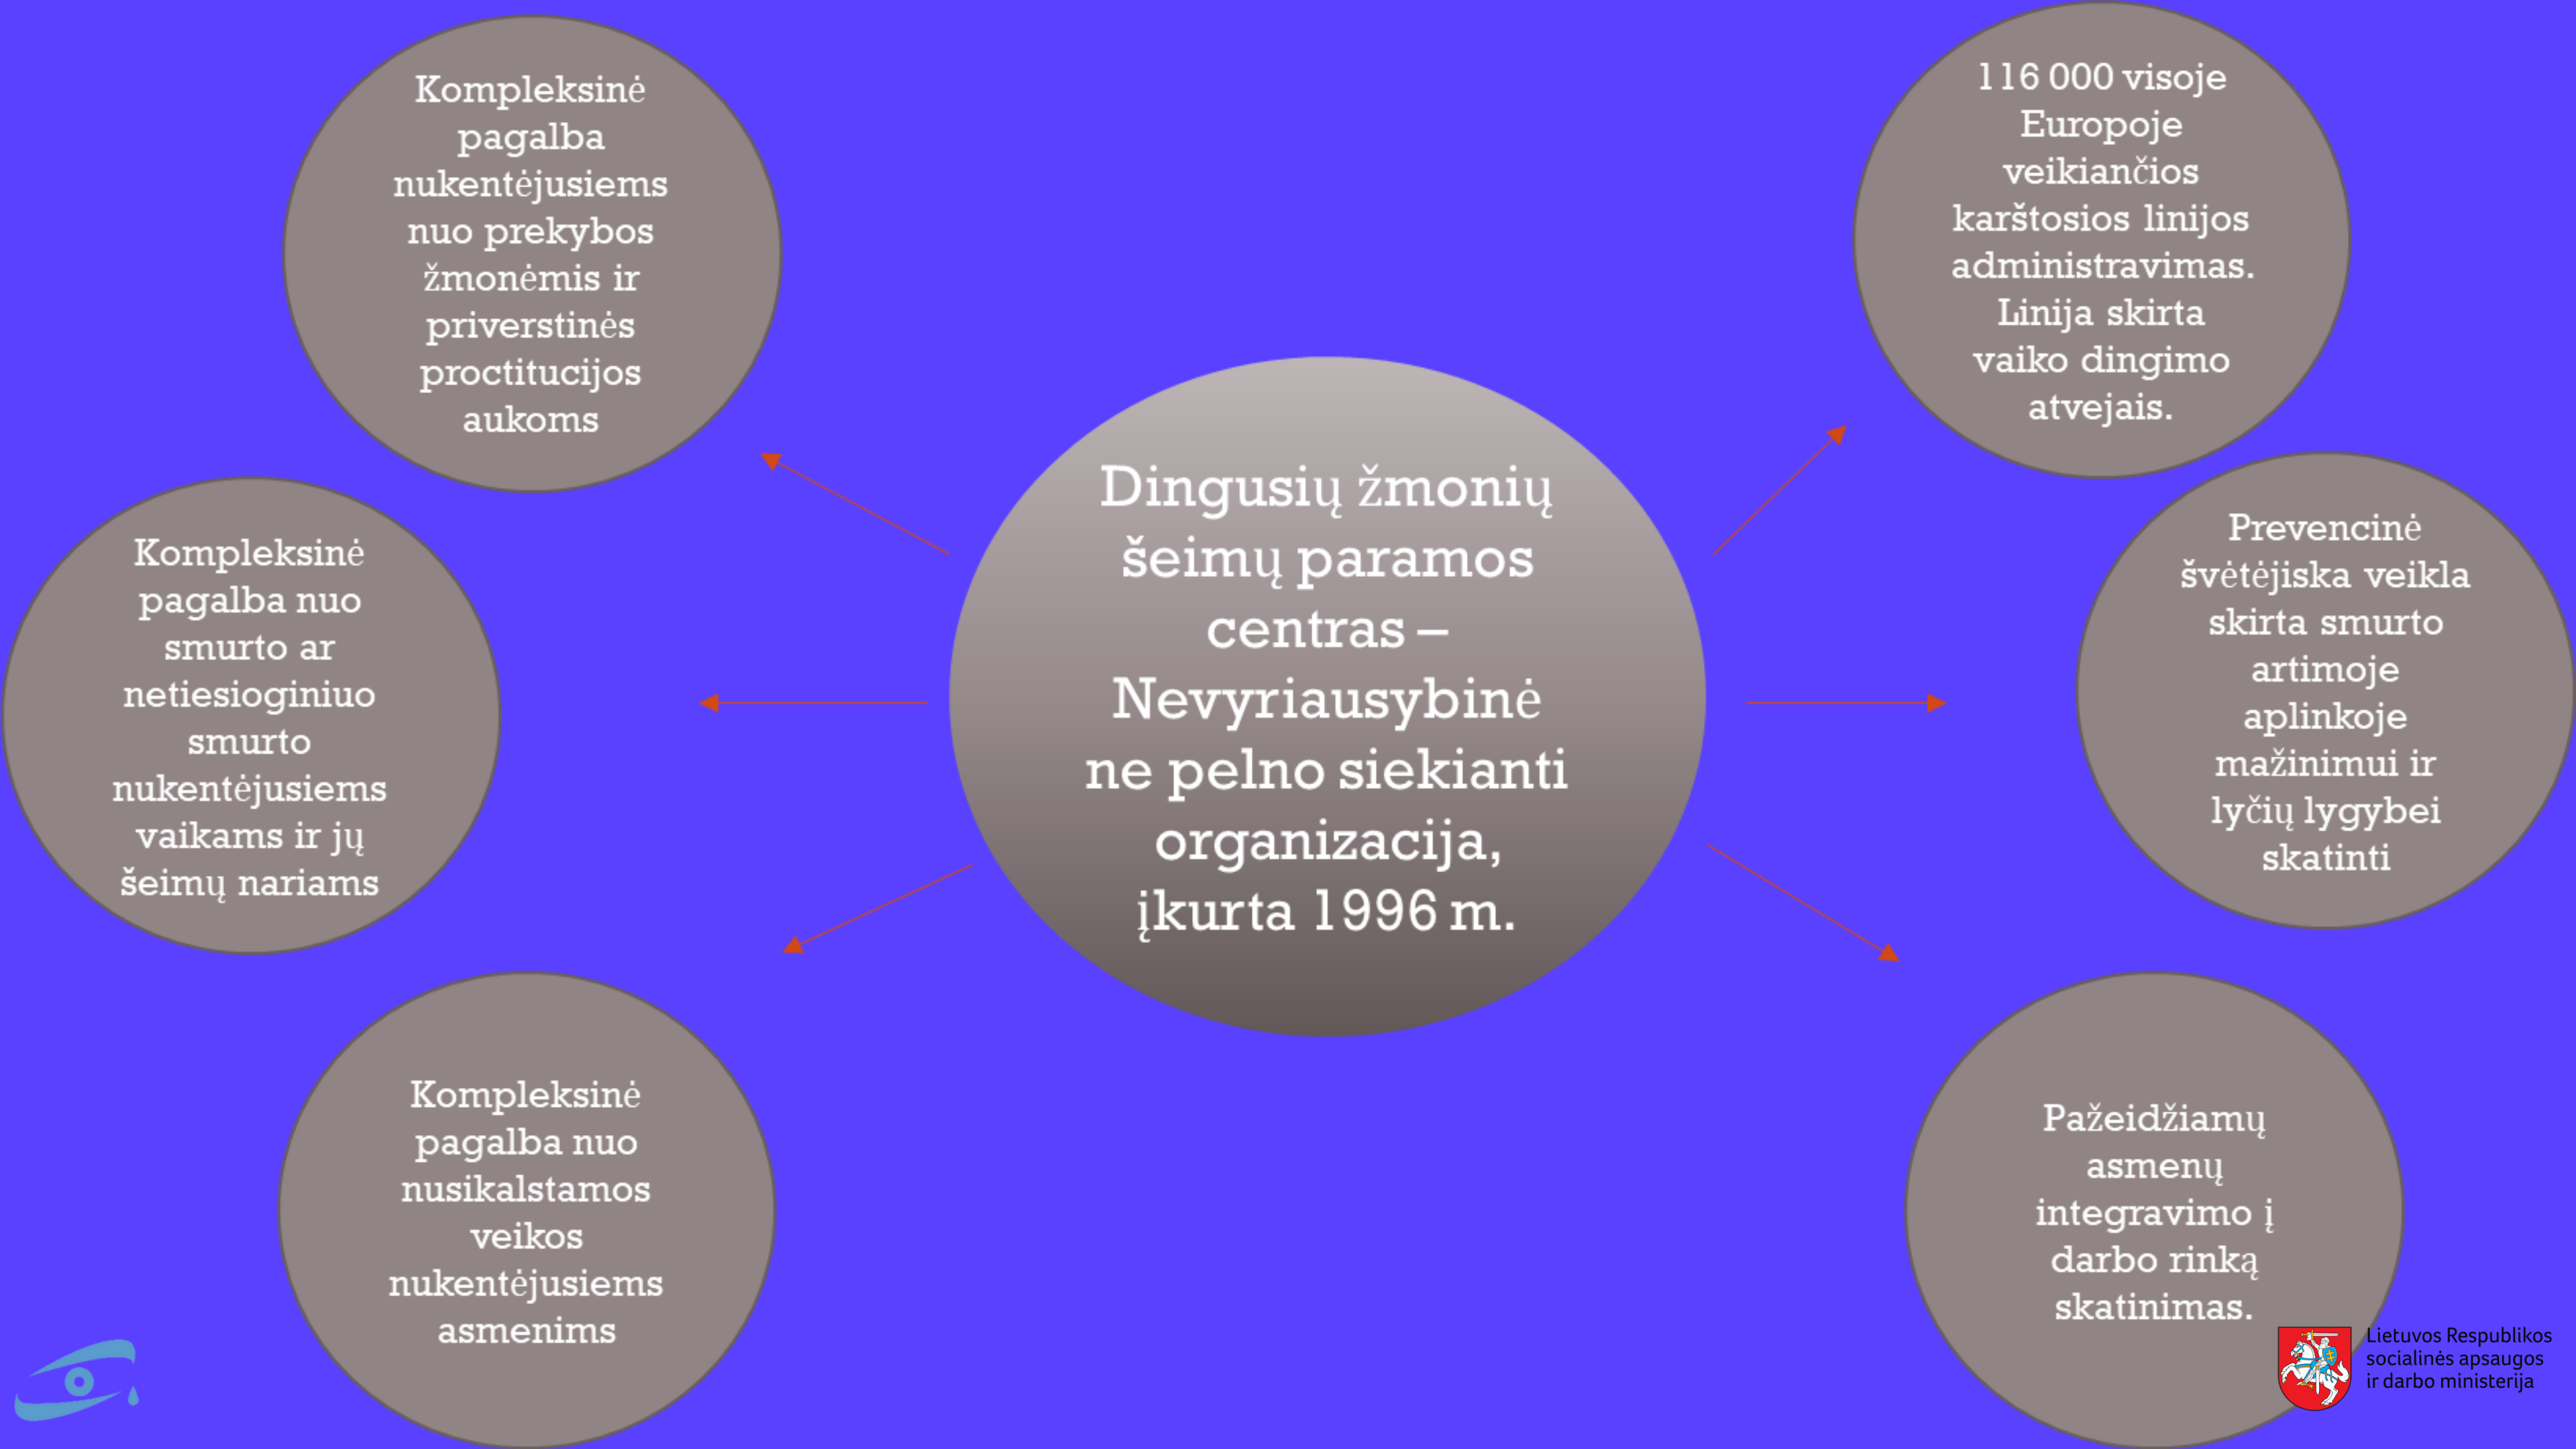 Kompleksinė
pagalba
nukentėjusiems
nuo prekybos
žmonėmis ir
priverstinės
proctitucijos
aukoms
116 000 visoje
Europoje
veikiančios
karštosios linijos
administravimas.
Linija skirta
vaiko dingimo
atvejais.
Dingusių žmonių
šeimų paramos
centras –
Nevyriausybinė
ne pelno siekianti
organizacija,
įkurta 1996 m.
Kompleksinė
pagalba nuo
smurto ar
netiesioginiuo
smurto
nukentėjusiems
vaikams ir jų
šeimų nariams
Prevencinė
švėtėjiska veikla
skirta smurto
artimoje
aplinkoje
mažinimui ir
lyčių lygybei
skatinti
Kompleksinė
pagalba nuo
nusikalstamos
veikos
nukentėjusiems
asmenims
Pažeidžiamų
asmenų
integravimo į
darbo rinką
skatinimas.
Lietuvos Respublikos
socialinės apsaugos
ir darbo ministerija